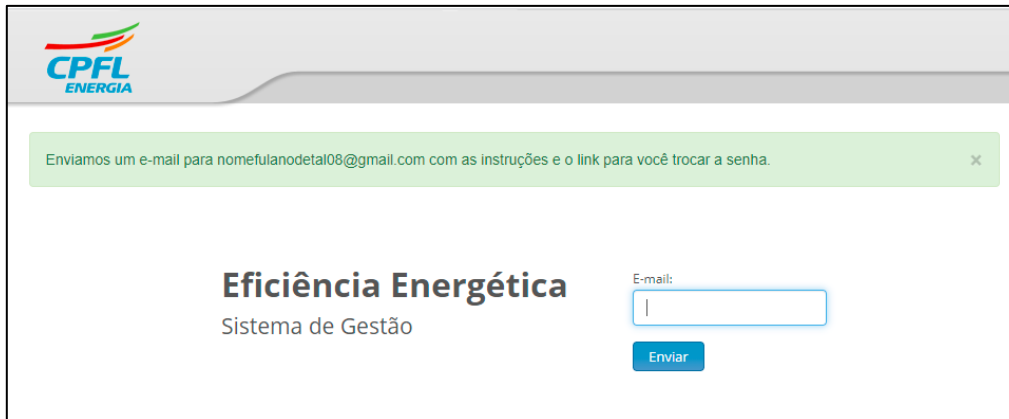 CPFL
ENERGIA
Enviamos um e-mail para nomefulanodetal08@gmail.com com as instruções e o link para você trocar a senha.
×
Eficiência Energética
Sistema de Gestão
E-mail:
Enviar